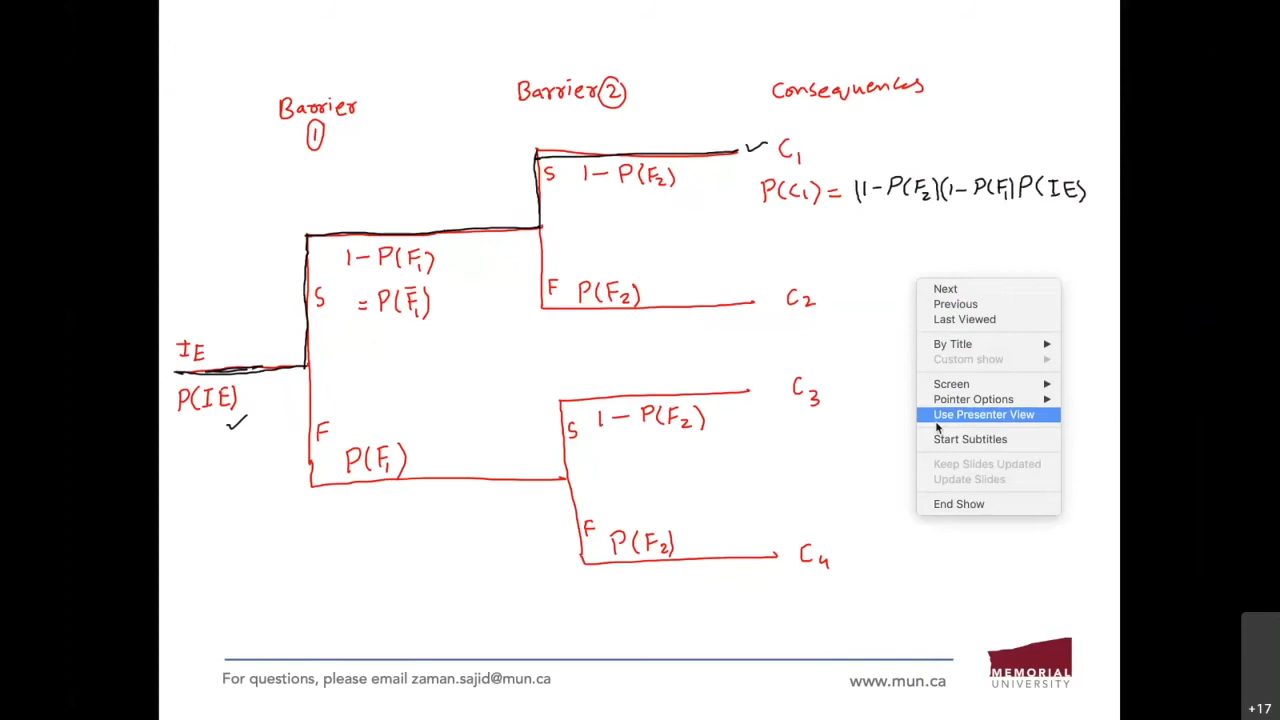 Barrier
1
Barrier 2
Consequences
S 1 - P(F₂)
C₁
P(C₁) = (1 - P(F₂)(1 - P(F₁) P(IE)
1 - P(F₁)
S = P(F̄₁)
F P(F₂)
C₂
IE
P(IE)
F
P(F₁)
S 1 - P(F₂)
C₃
F P(F₂)
C₄
Next
Previous
Last Viewed
By Title
Custom show
Screen
Pointer Options
Use Presenter View
Start Subtitles
Keep Slides Updated
Update Slides
End Show
For questions, please email zaman.sajid@mun.ca
www.mun.ca
MEMORIAL
UNIVERSITY
+17